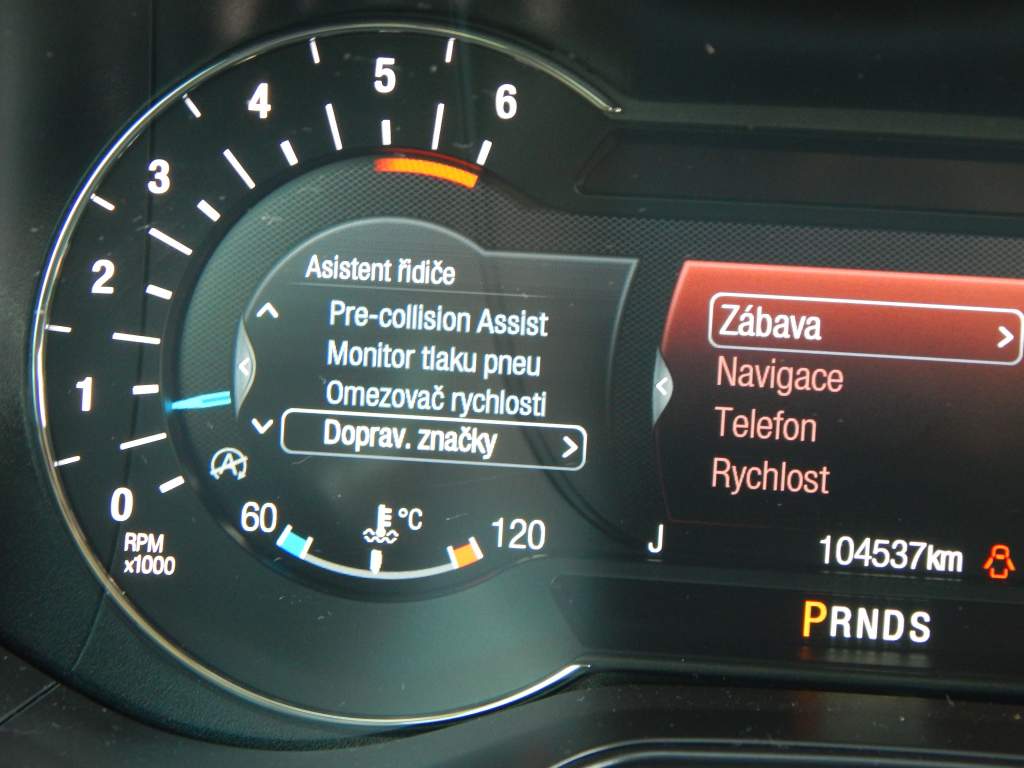 5
4
6
3
2
1
0
RPM
x1000
Asistent řidiče
Pre-collision Assist
Monitor tlaku pneu
Omezovač rychlosti
Doprav. značky >
60
°C
120
Zábava >
Navigace
Telefon
Rychlost
J
104537km
PRNDS